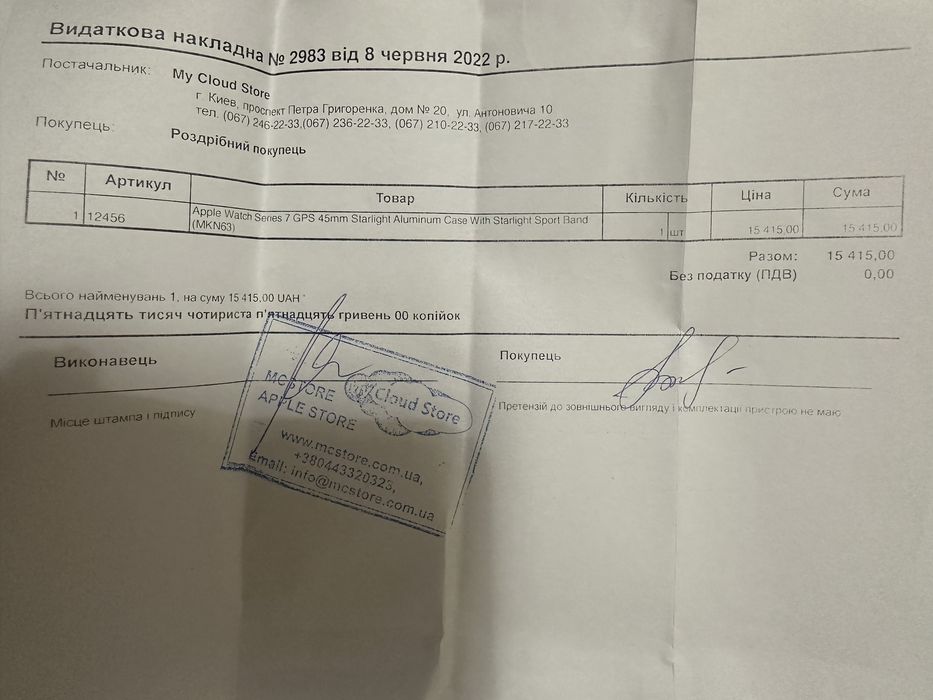 Видаткова накладна № 2983 від 8 червня 2022 р.
Постачальник: My Cloud Store
г. Киев, проспект Петра Григоренка, дом № 20, ул. Антоновича 10
тел. (067) 246-22-33,(067) 236-22-33, (067) 210-22-33, (067) 217-22-33
Покупець: Роздрібний покупець
№ Артикул Товар Кількість Ціна Сума
1 12456 Apple Watch Series 7 GPS 45mm Starlight Aluminum Case With Starlight Sport Band (MKN63) 1 шт 15 415,00 15 415,00
Разом: 15 415,00
Без податку (ПДВ) 0,00
Всього найменувань 1, на суму 15 415,00 UAH
П'ятнадцять тисяч чотириста п'ятнадцять гривень 00 копійок
Виконавець
Покупець
Місце штампа і підпису
Претензій до зовнішнього вигляду і комплектації пристрою не маю
MCSTORE
APPLE STORE
Cloud Store
www.mcstore.com.ua,
+380443320323,
Email: info@mcstore.com.ua